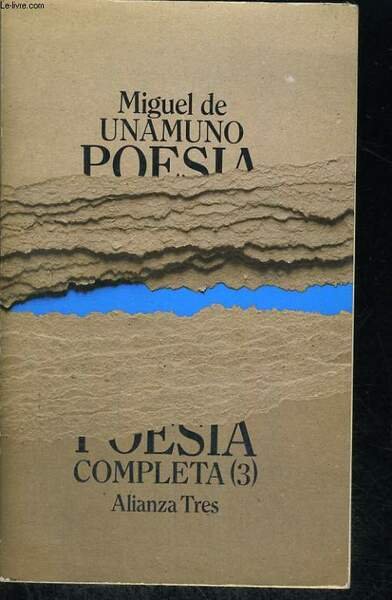 Le-livre.com
Miguel de
UNAMUNO
POESIA
POESIA
COMPLETA (3)
Alianza Tres